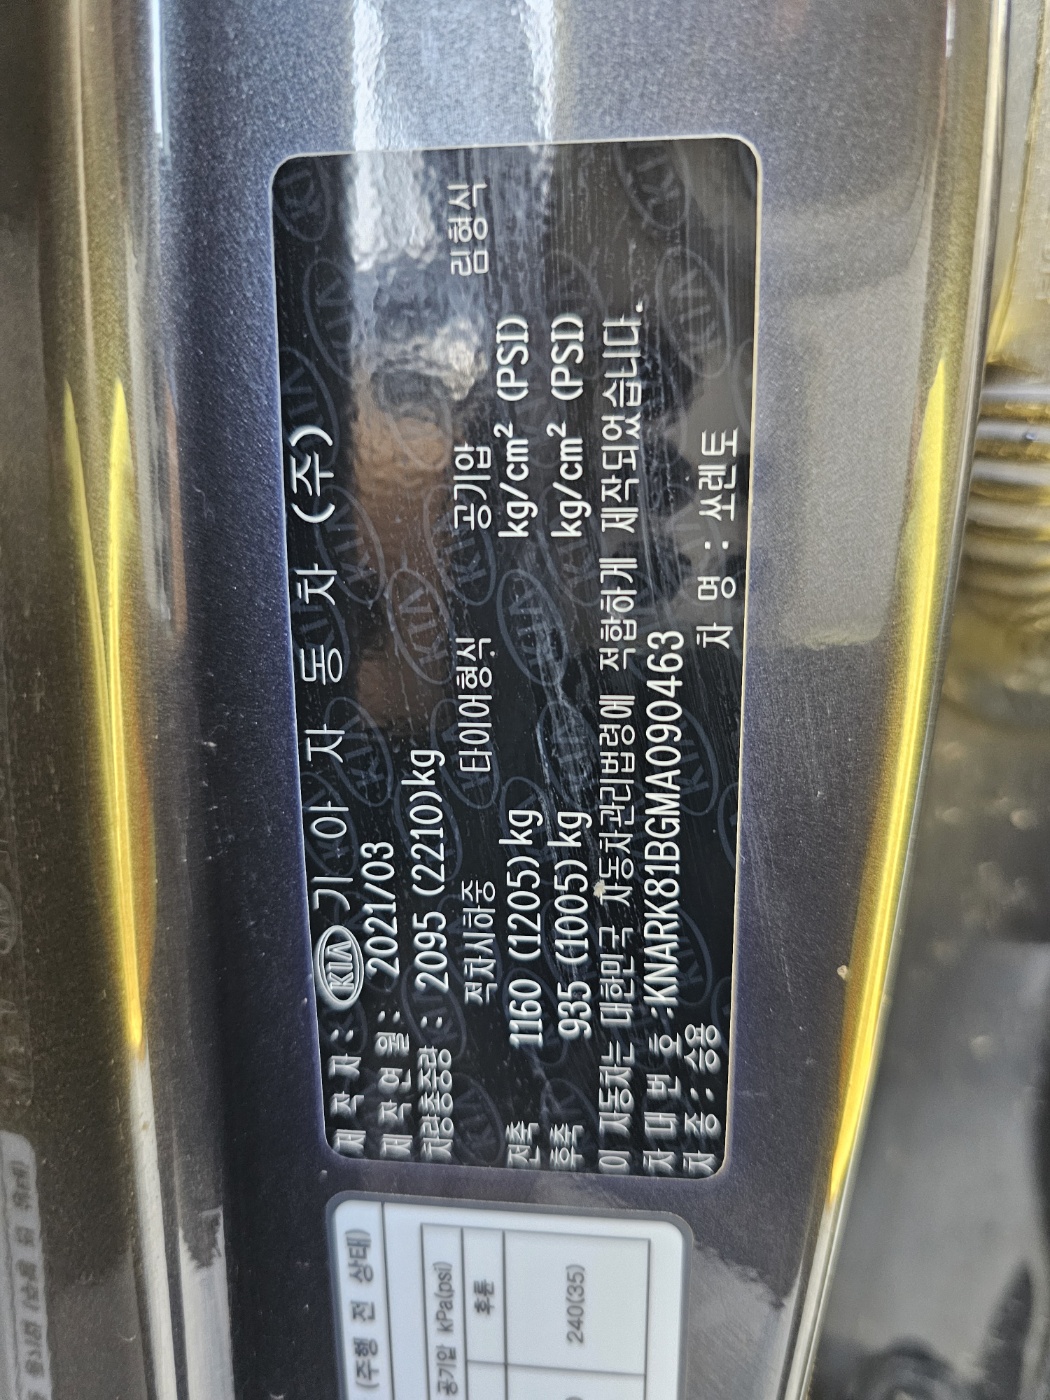 제 작 자 : KIA 기 아 자 동 차 (주)
제 작 연 월 : 2021/03
차량총중량 : 2095 (2210)kg
적차시하중 타이어형식 공기압 림형식
전축 1160 (1205)kg kg/cm² (PSI)
후축 935 (1005)kg kg/cm² (PSI)
이 자동차는 대한민국 자동차관리법령에 적합하게 제작되었습니다.
차 대 번 호 :KNARK81BGMA090463
차 종 : 승용 차 명 : 쏘렌토
(주행 전 상태)
공기압 kPa(psi)
후륜
240(35)